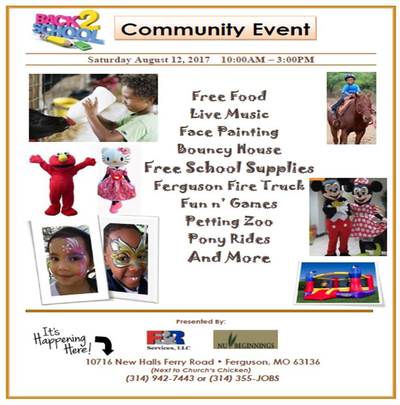 BACK 2 SCHOOL
Community Event
Saturday August 12, 2017 10:00AM – 3:00PM
Free Food
Live Music
Face Painting
Bouncy House
Free School Supplies
Ferguson Fire Truck
Fun n' Games
Petting Zoo
Pony Rides
And More
Presented By:
It's
Happening
Here!
F&R
Services, LLC
NU BEGINNINGS
10716 New Halls Ferry Road • Ferguson, MO 63136
(Next to Church's Chicken)
(314) 942-7443 or (314) 355-JOBS